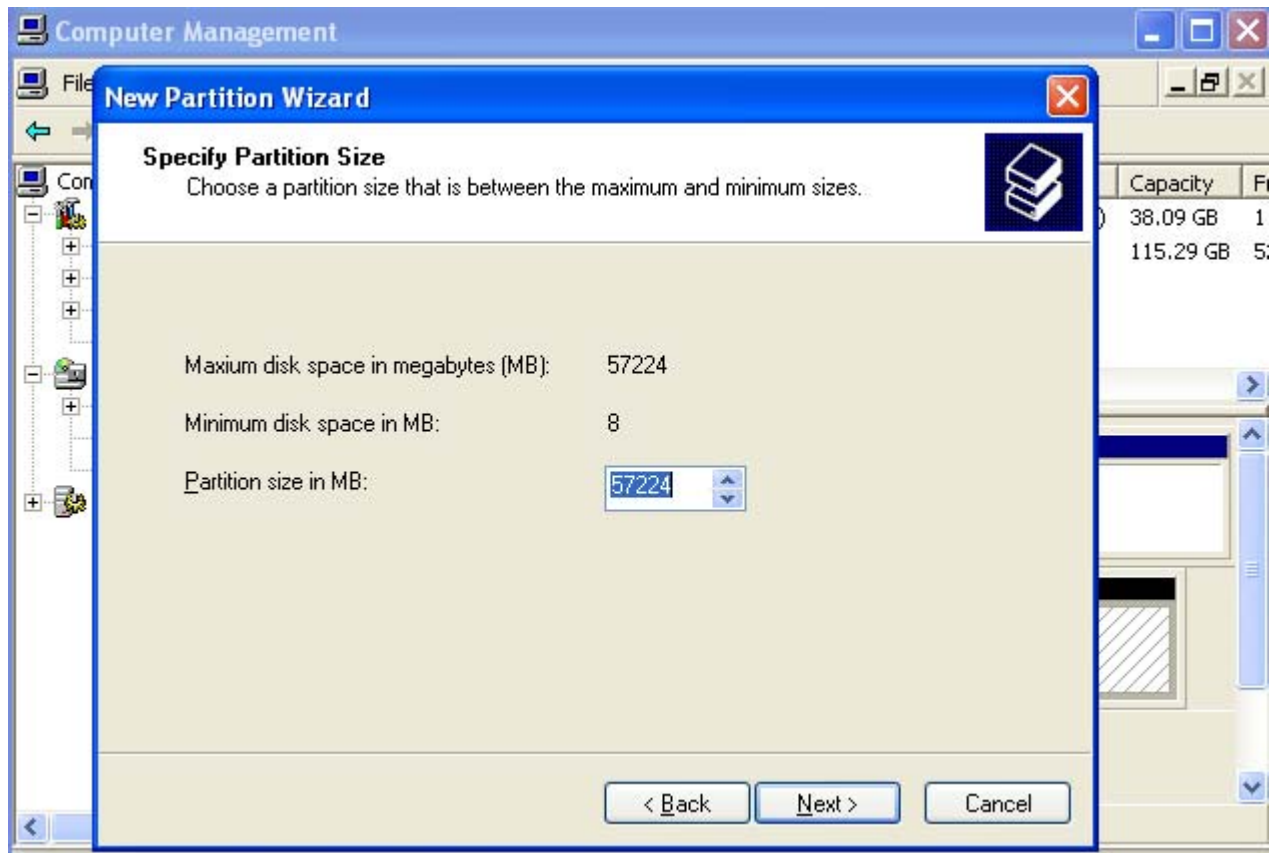 Computer Management
File
New Partition Wizard
Specify Partition Size
Choose a partition size that is between the maximum and minimum sizes.
Capacity
38.09 GB
115.29 GB
Maxium disk space in megabytes (MB): 57224
Minimum disk space in MB: 8
Partition size in MB: 57224
< Back Next > Cancel